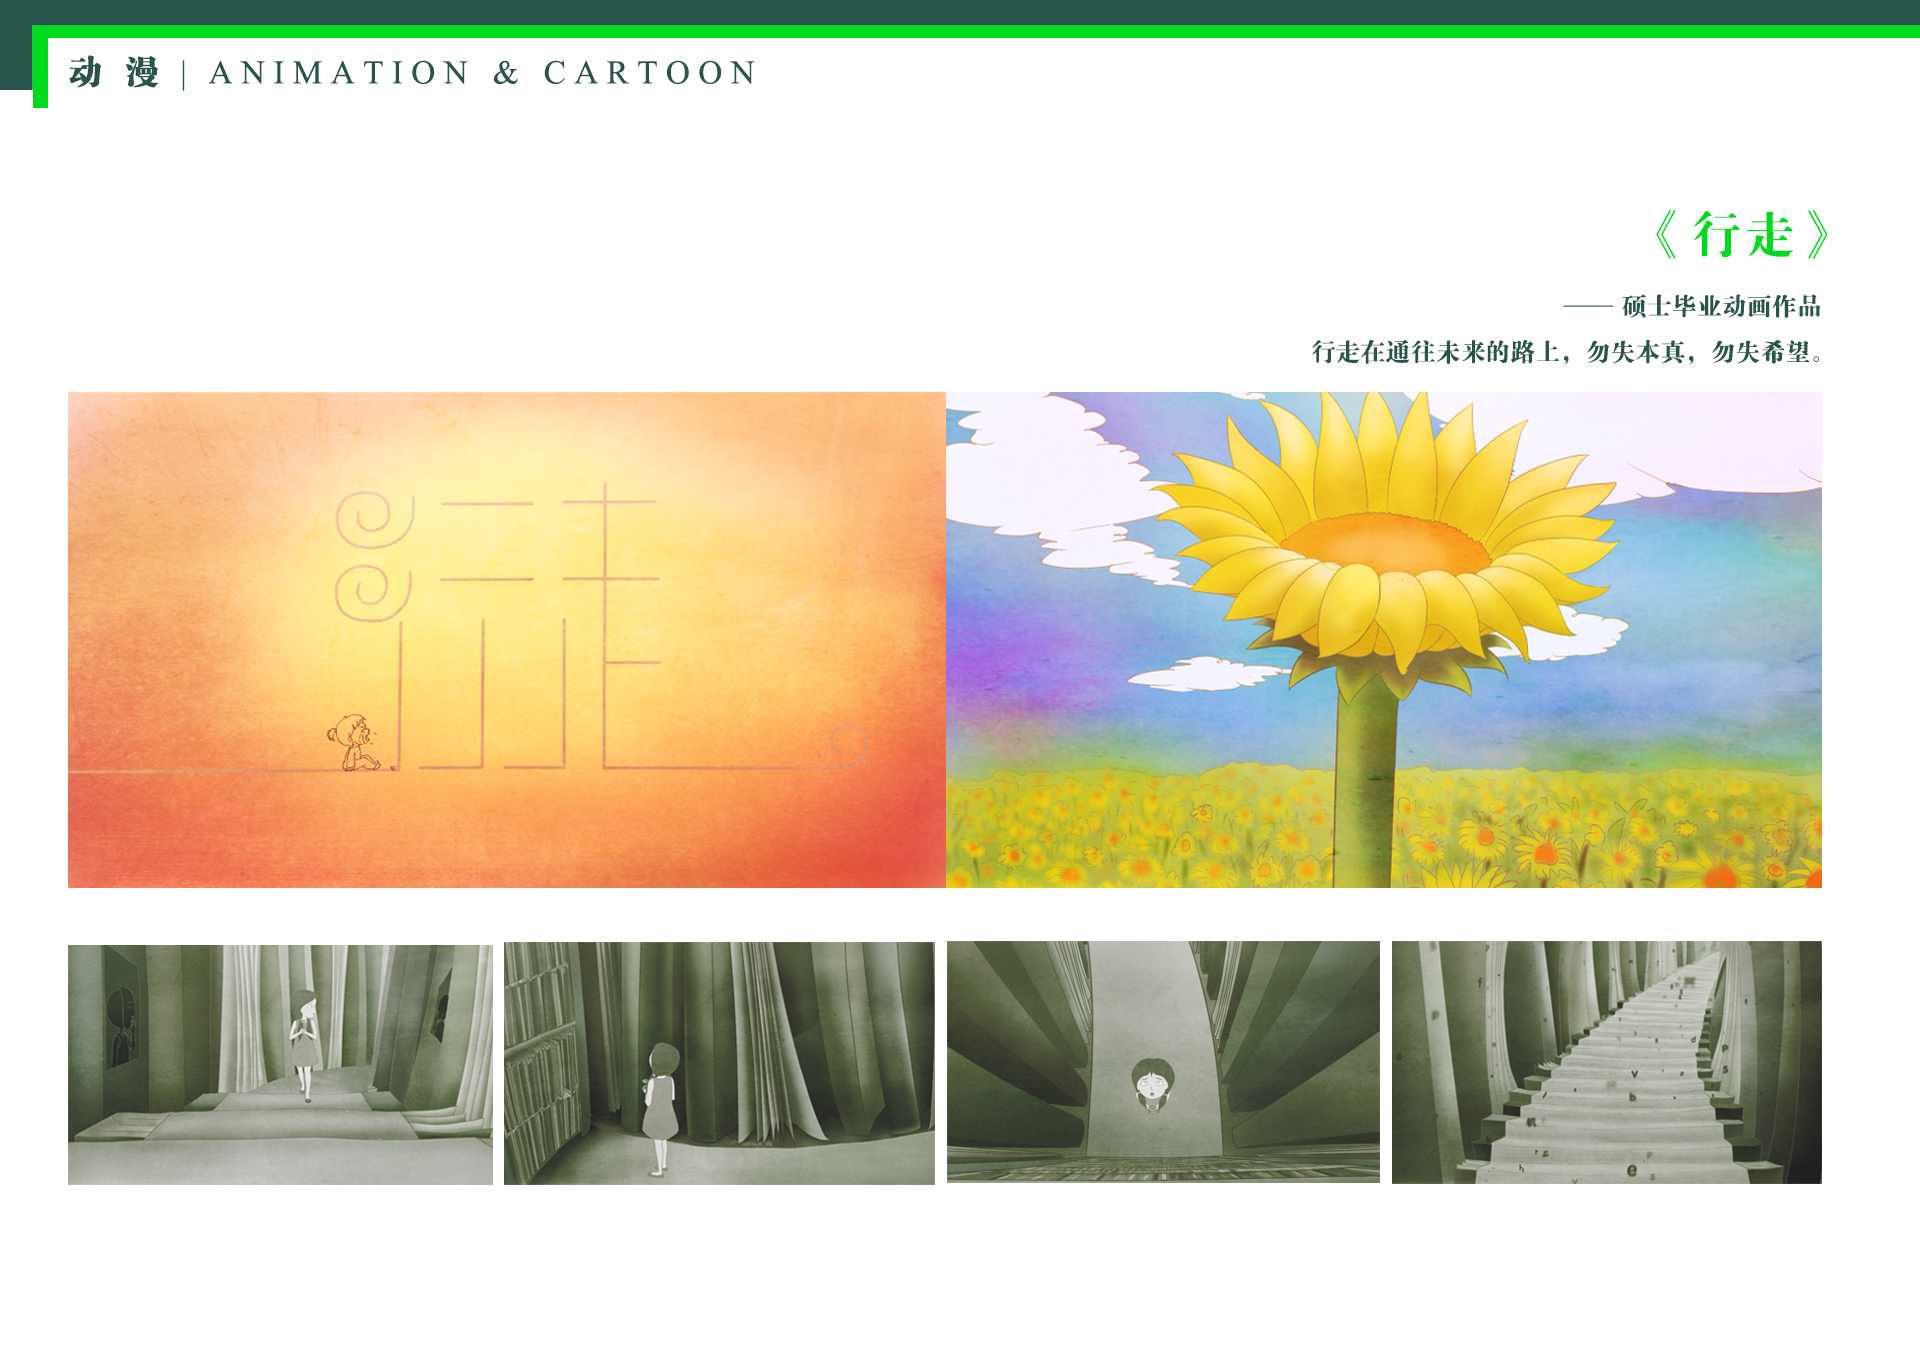 动 漫 | ANIMATION & CARTOON
《行走》
—— 硕士毕业动画作品
行走在通往未来的路上，勿失本真，勿失希望。
行走
V
b
e